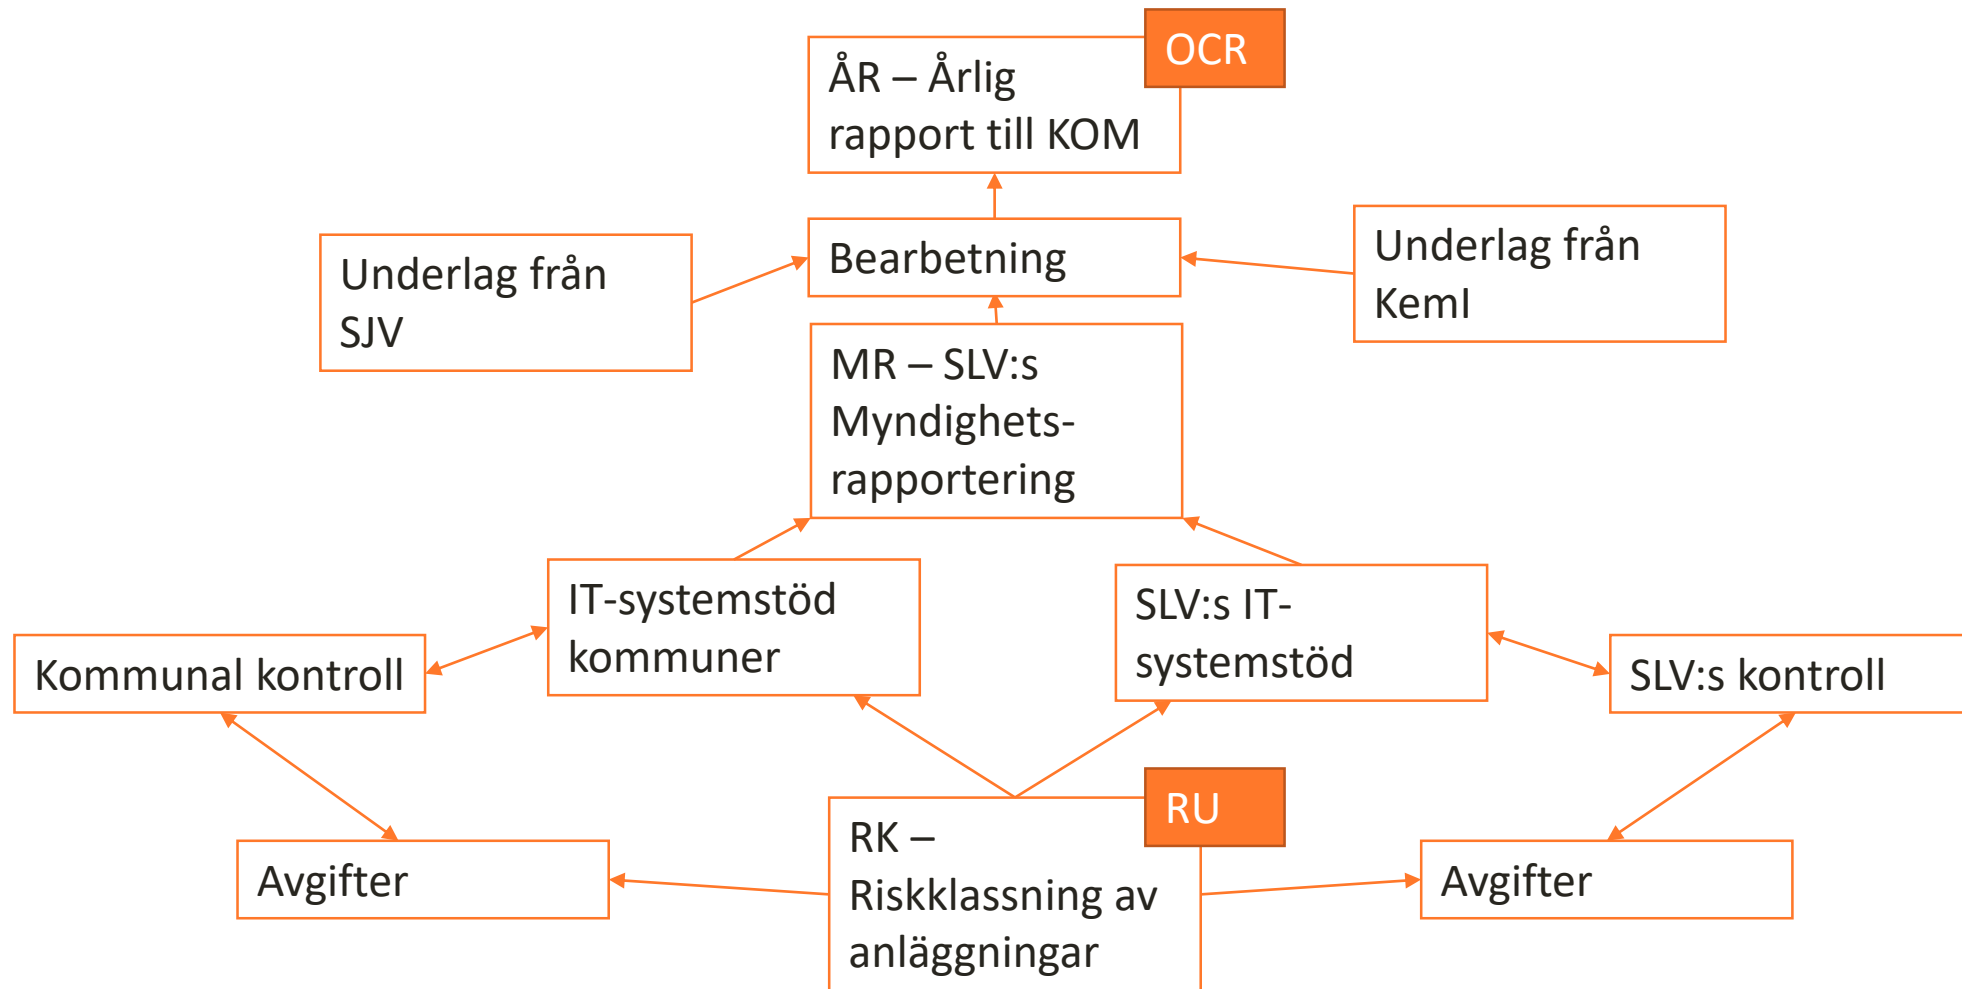 OCR
ÅR – Årlig
rapport till KOM
Underlag från
SJV
Bearbetning
Underlag från
KemI
MR – SLV:s
Myndighets-
rapportering
IT-systemstöd
kommuner
SLV:s IT-
systemstöd
Kommunal kontroll
SLV:s kontroll
RU
RK –
Riskklassning av
anläggningar
Avgifter
Avgifter